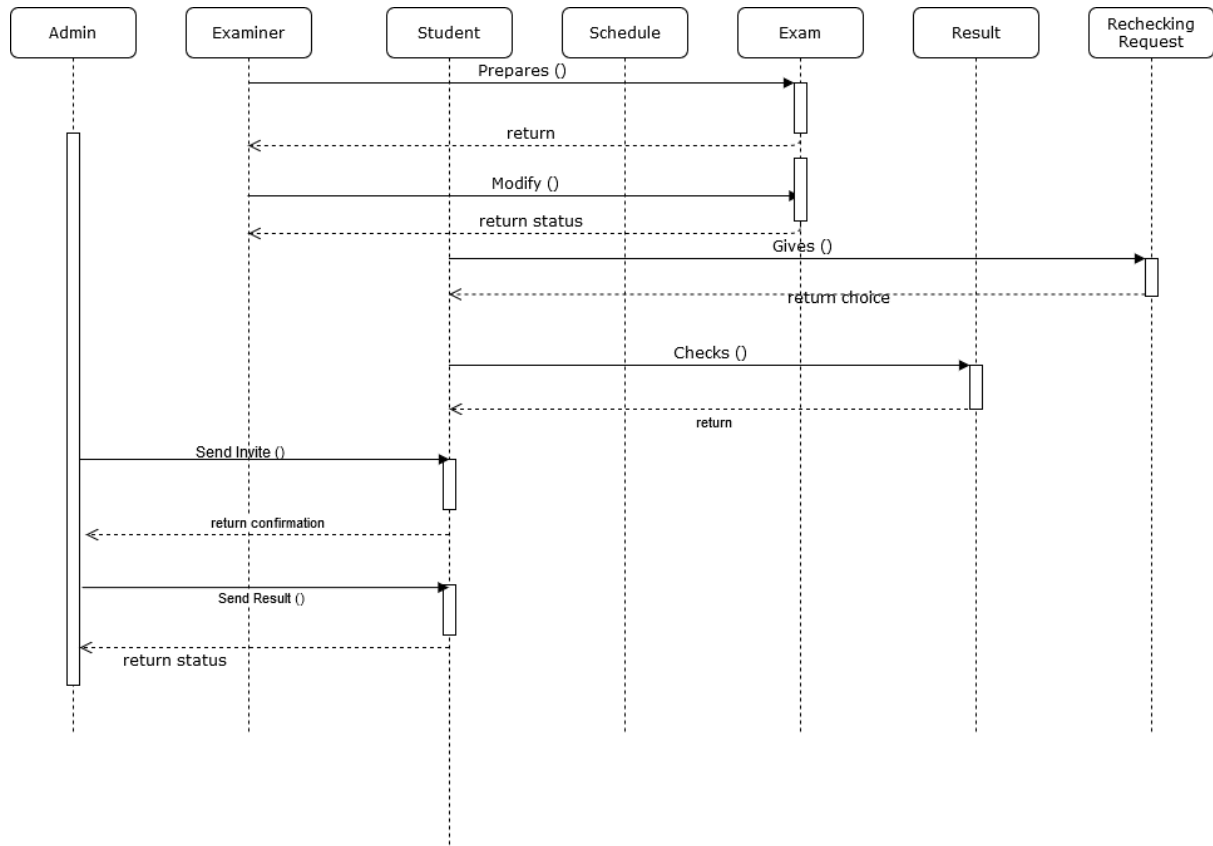 Admin
Examiner
Student
Schedule
Exam
Result
Rechecking
Request
Prepares ()
return
Modify ()
return status
Gives ()
return choice
Checks ()
return
Send Invite ()
return confirmation
Send Result ()
return status